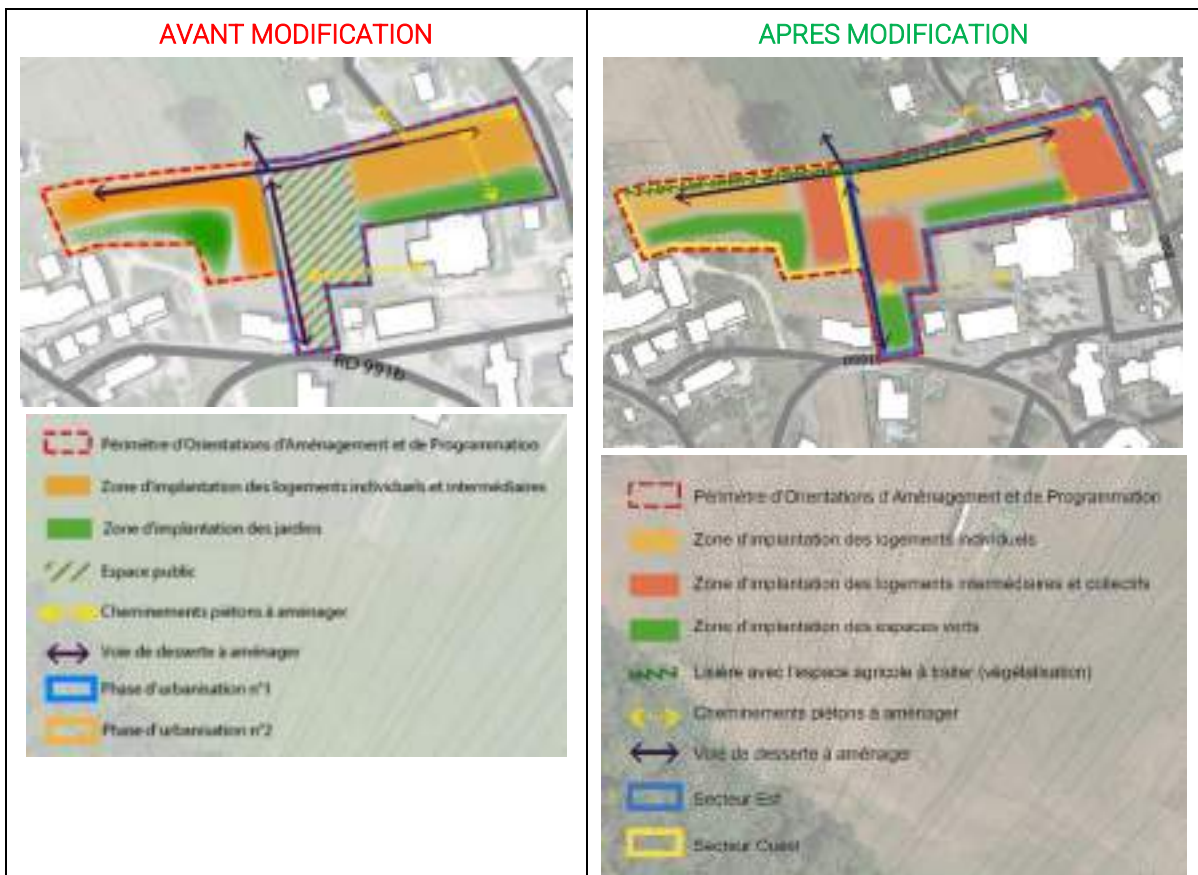 AVANT MODIFICATION
RD 991B
Périmètre d'Orientations d'Aménagement et de Programmation
Zone d'implantation des logements individuels et intermédiaires
Zone d'implantation des jardins
Espace public
Cheminements piétons à aménager
Voie de desserte à aménager
Phase d'urbanisation n°1
Phase d'urbanisation n°2
APRES MODIFICATION
Périmètre d'Orientations d'Aménagement et de Programmation
Zone d'implantation des logements individuels
Zone d'implantation des logements intermédiaires et collectifs
Zone d'implantation des espaces verts
Lisière avec l'espace agricole à traiter (végétalisation)
Cheminements piétons à aménager
Voie de desserte à aménager
Secteur Est
Secteur Ouest